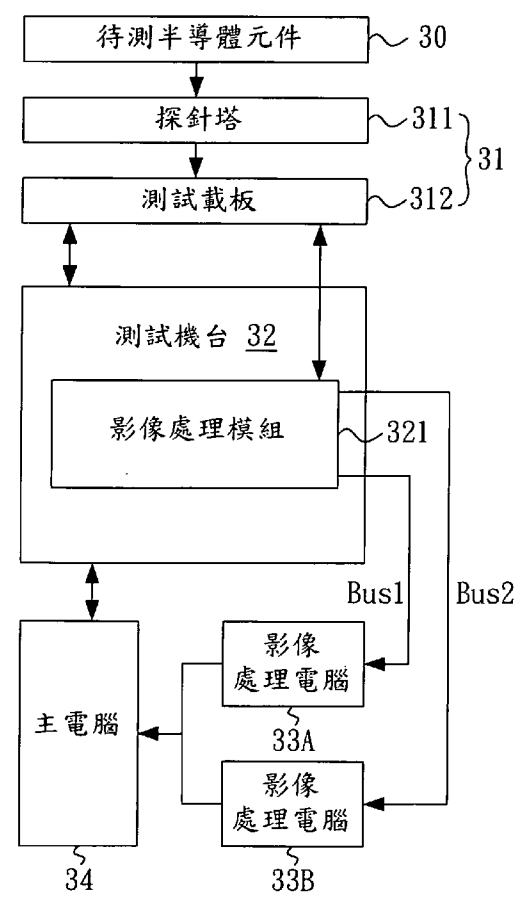 待測半導體元件
30
探針塔
311
31
測試載板
312
測試機台 32
影像處理模組
321
Bus1
Bus2
影像
處理電腦
33A
主電腦
34
影像
處理電腦
33B